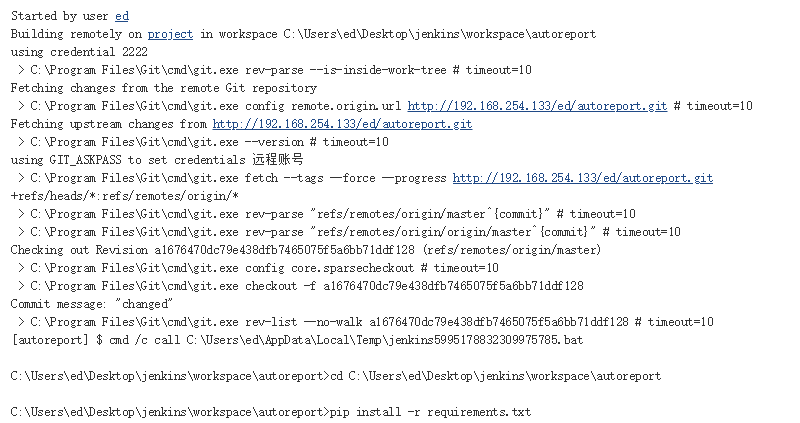 Started by user ed
Building remotely on project in workspace C:\Users\ed\Desktop\jenkins\workspace\autoreport
using credential 2222
 > C:\Program Files\Git\cmd\git.exe rev-parse --is-inside-work-tree # timeout=10
Fetching changes from the remote Git repository
 > C:\Program Files\Git\cmd\git.exe config remote.origin.url http://192.168.254.133/ed/autoreport.git # timeout=10
Fetching upstream changes from http://192.168.254.133/ed/autoreport.git
 > C:\Program Files\Git\cmd\git.exe --version # timeout=10
using GIT_ASKPASS to set credentials 远程账号
 > C:\Program Files\Git\cmd\git.exe fetch --tags --force --progress http://192.168.254.133/ed/autoreport.git
+refs/heads/*:refs/remotes/origin/*
 > C:\Program Files\Git\cmd\git.exe rev-parse "refs/remotes/origin/master^{commit}" # timeout=10
 > C:\Program Files\Git\cmd\git.exe rev-parse "refs/remotes/origin/origin/master^{commit}" # timeout=10
Checking out Revision a1676470dc79e438dfb7465075f5a6bb71ddf128 (refs/remotes/origin/master)
 > C:\Program Files\Git\cmd\git.exe config core.sparsecheckout # timeout=10
 > C:\Program Files\Git\cmd\git.exe checkout -f a1676470dc79e438dfb7465075f5a6bb71ddf128
Commit message: "changed"
 > C:\Program Files\Git\cmd\git.exe rev-list --no-walk a1676470dc79e438dfb7465075f5a6bb71ddf128 # timeout=10
[autoreport] $ cmd /c call C:\Users\ed\AppData\Local\Temp\jenkins5995178832309975785.bat
C:\Users\ed\Desktop\jenkins\workspace\autoreport>cd C:\Users\ed\Desktop\jenkins\workspace\autoreport
C:\Users\ed\Desktop\jenkins\workspace\autoreport>pip install -r requirements.txt